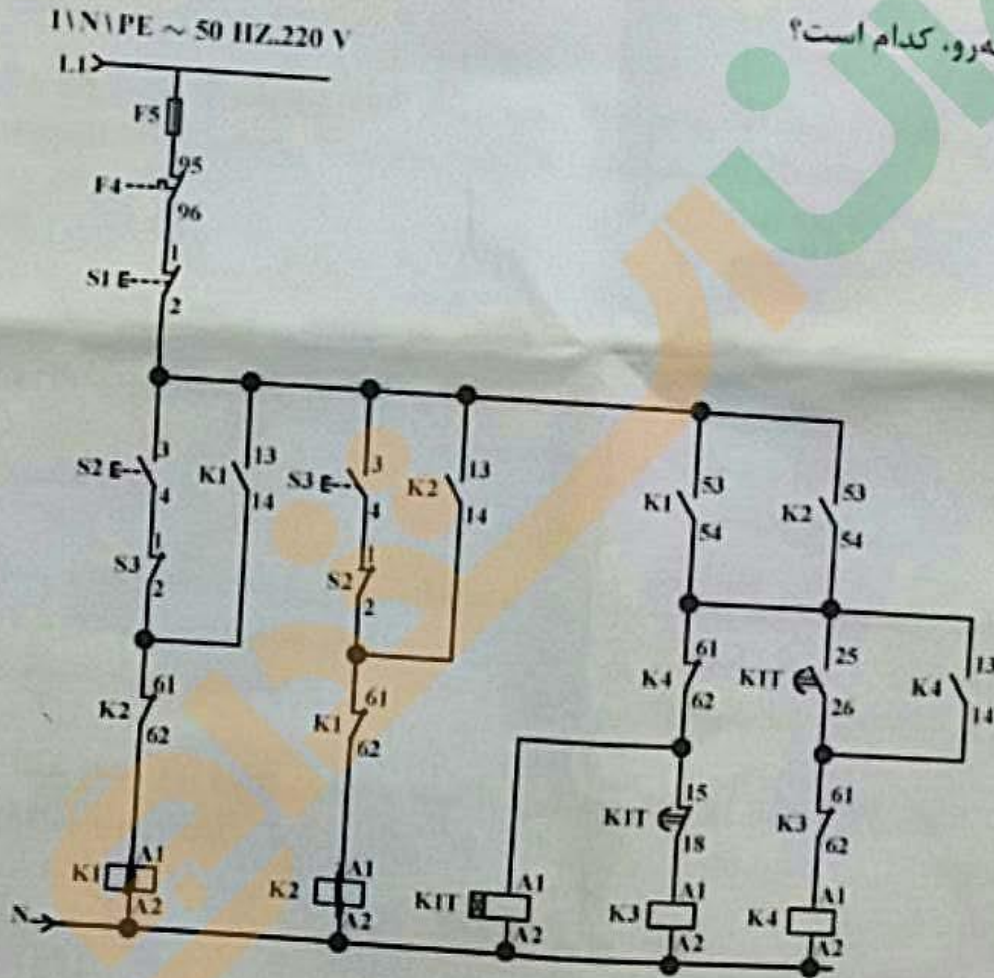 1\N\PE ~ 50 HZ.220 V
رو، کدام است؟
L1
F5
95
F4
96
1
S1 E
2
S2 E
3
4
K1
13
14
S3 E
3
4
K2
13
14
K1
53
54
K2
53
54
S3
1
2
S2
1
2
K2
61
62
K1
61
62
K4
61
62
K1T
25
26
K4
13
14
K1T
15
18
K3
61
62
K1
A1
A2
K2
A1
A2
K1T
A1
A2
K3
A1
A2
K4
A1
A2
N